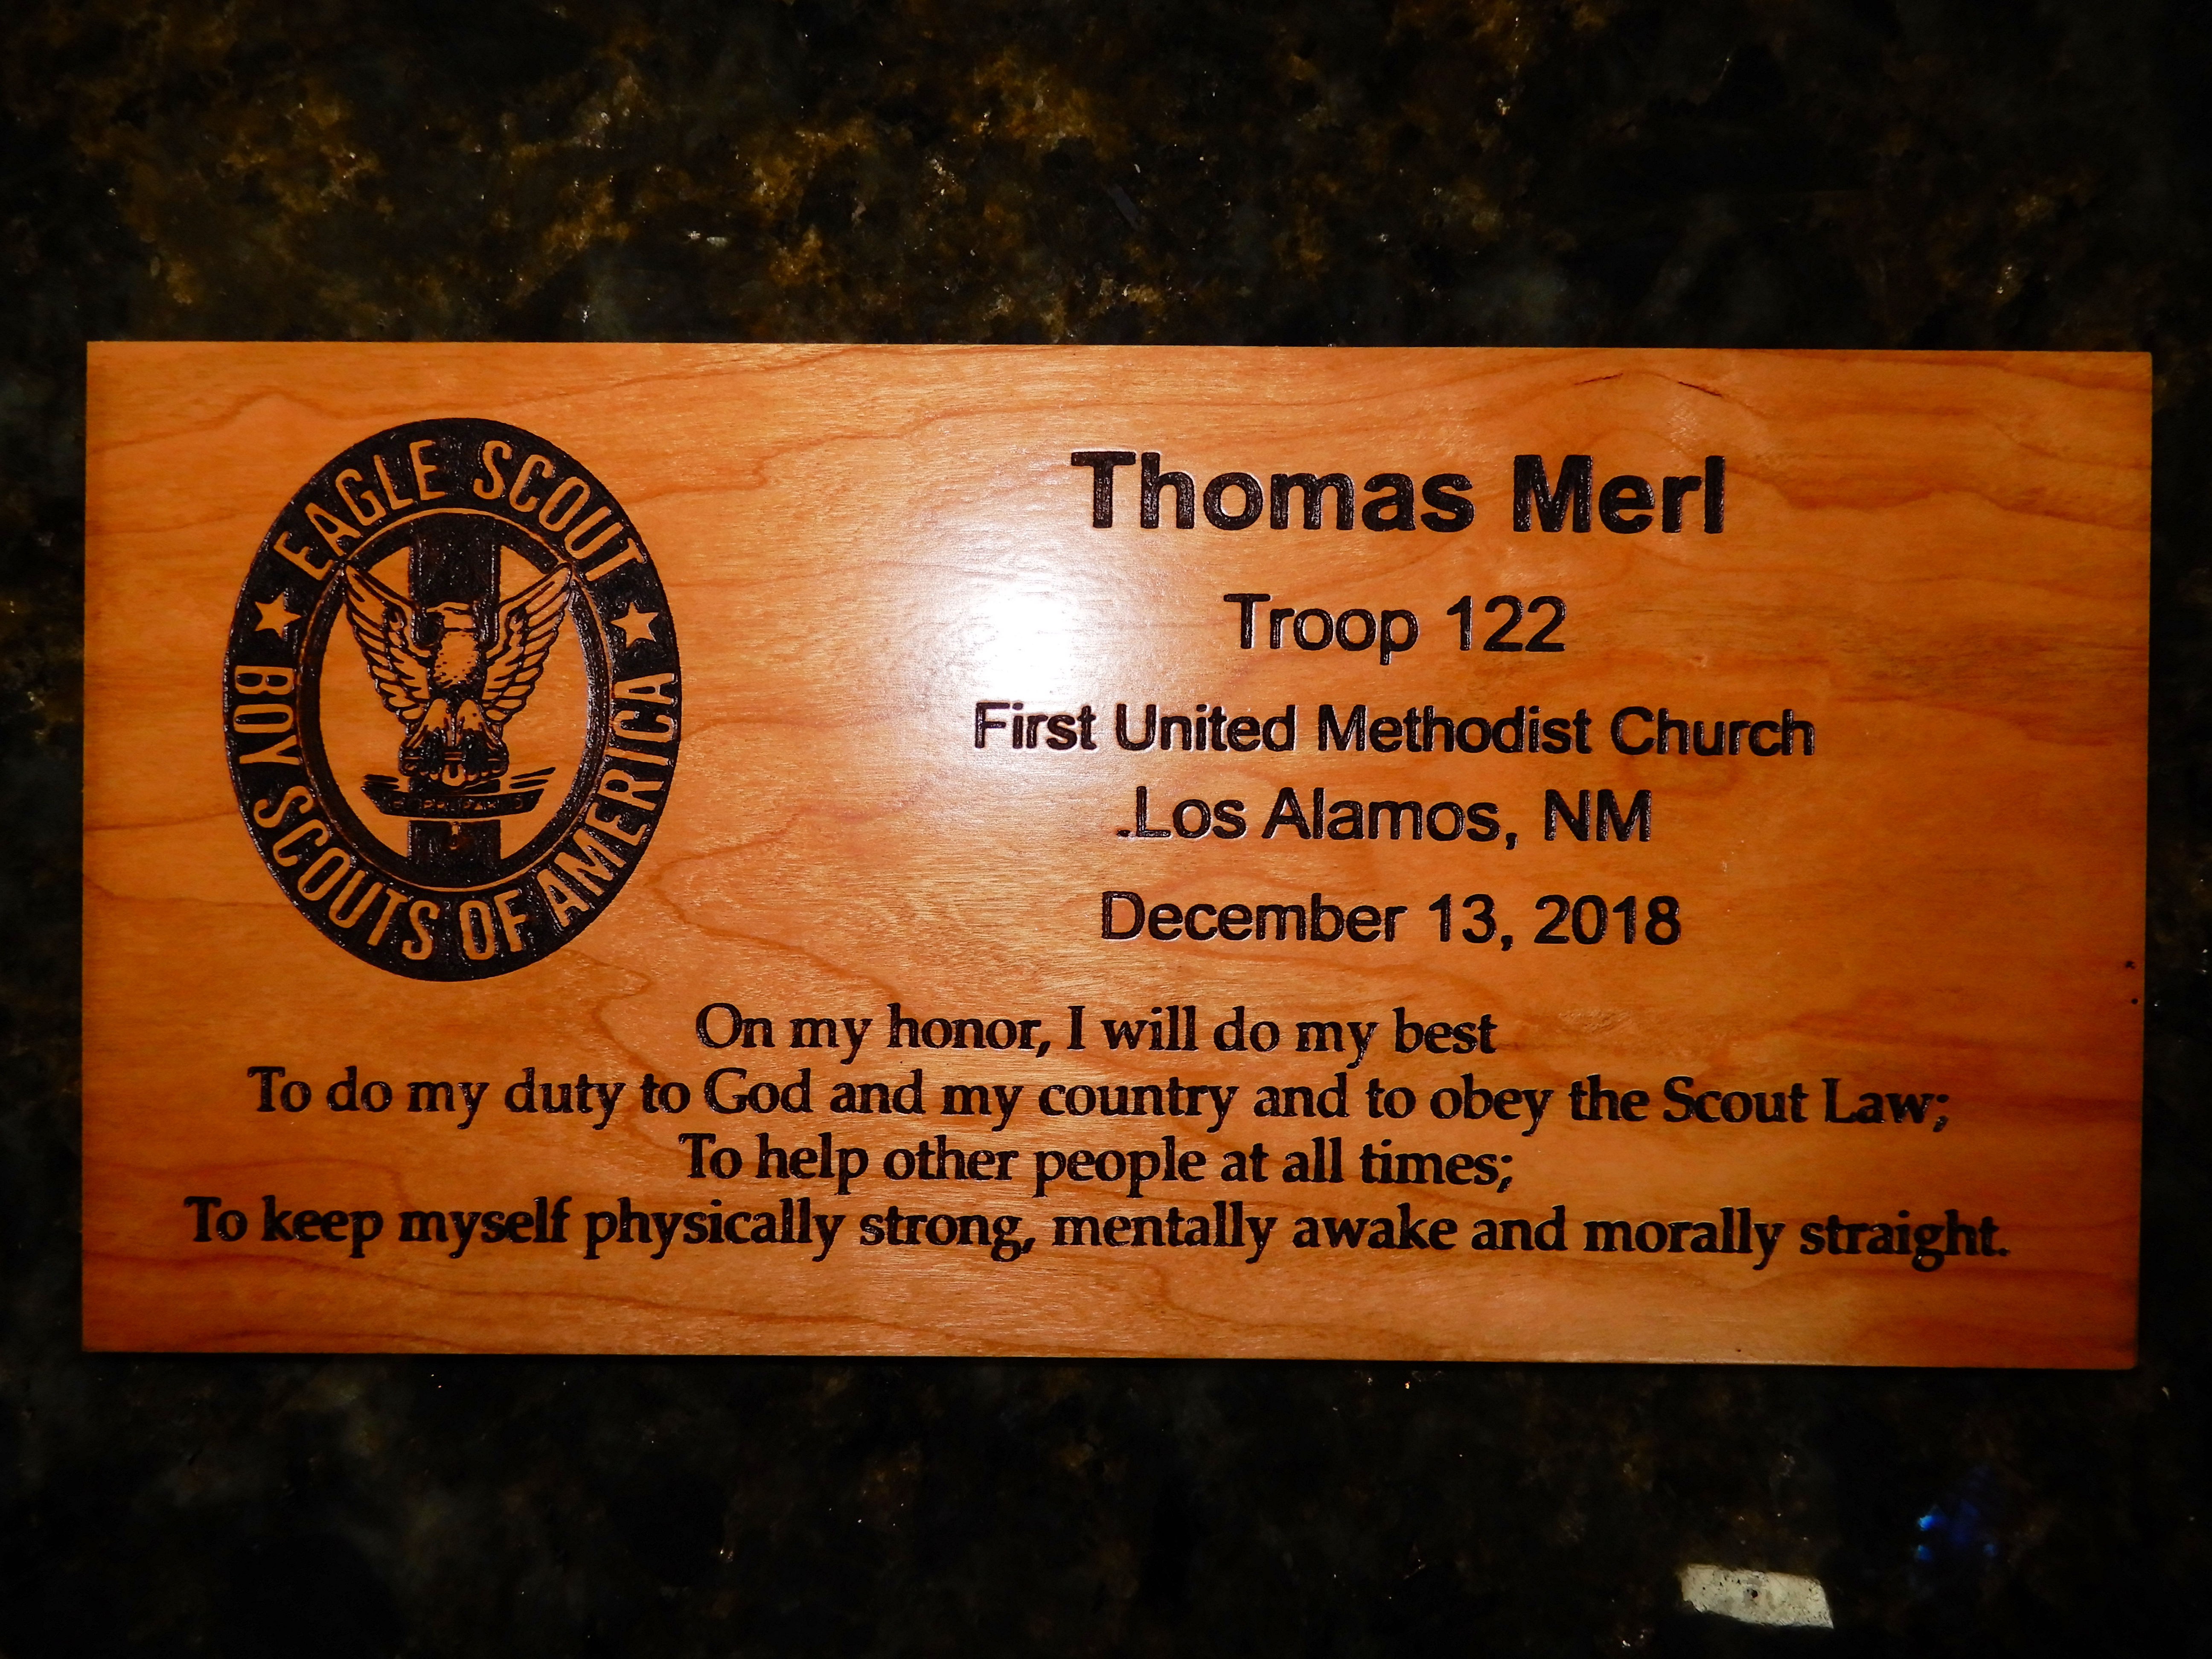 EAGLE SCOUT
BOY SCOUTS OF AMERICA
Thomas Merl
Troop 122
First United Methodist Church
.Los Alamos, NM
December 13, 2018
On my honor, I will do my best
To do my duty to God and my country and to obey the Scout Law;
To help other people at all times;
To keep myself physically strong, mentally awake and morally straight.